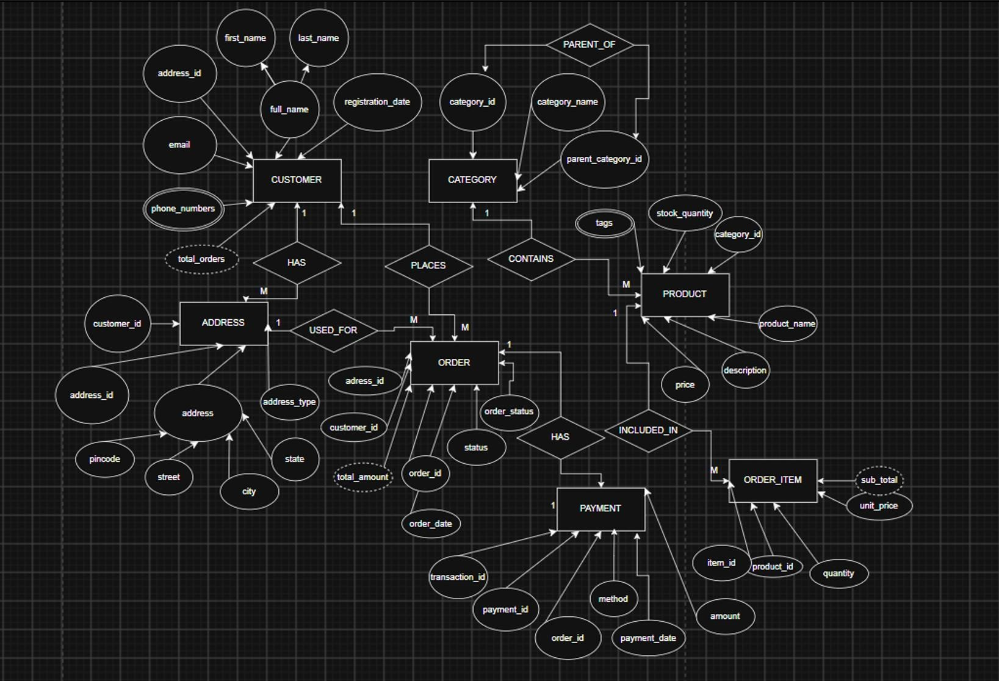 first_name
last_name
PARENT_OF
address_id
category_id
category_name
registration_date
full_name
email
parent_category_id
CUSTOMER
CATEGORY
phone_numbers
1
1
1
stock_quantity
tags
category_id
total_orders
HAS
PLACES
CONTAINS
M
M
PRODUCT
1
customer_id
ADDRESS
1
USED_FOR
M
M
product_name
1
ORDER
adress_id
description
price
address_id
address_type
address
order_status
customer_id
HAS
INCLUDED_IN
status
pincode
state
street
total_amount
order_id
M
ORDER_ITEM
sub_total
city
1
PAYMENT
unit_price
order_date
item_id
product_id
quantity
transaction_id
method
payment_id
amount
order_id
payment_date